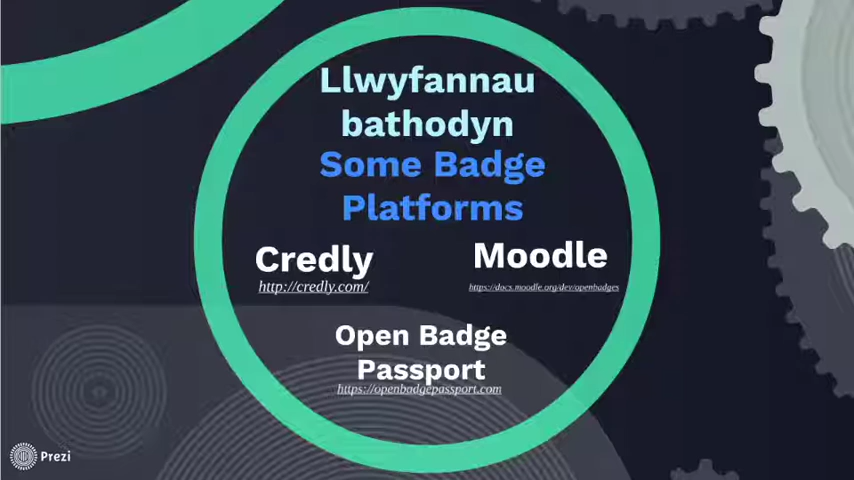 Llwyfannau
bathodyn
Some Badge
Platforms
Credly
http://credly.com/
Moodle
https://docs.moodle.org/dev/openbadges
Open Badge
Passport
https://openbadgepassport.com
Prezi